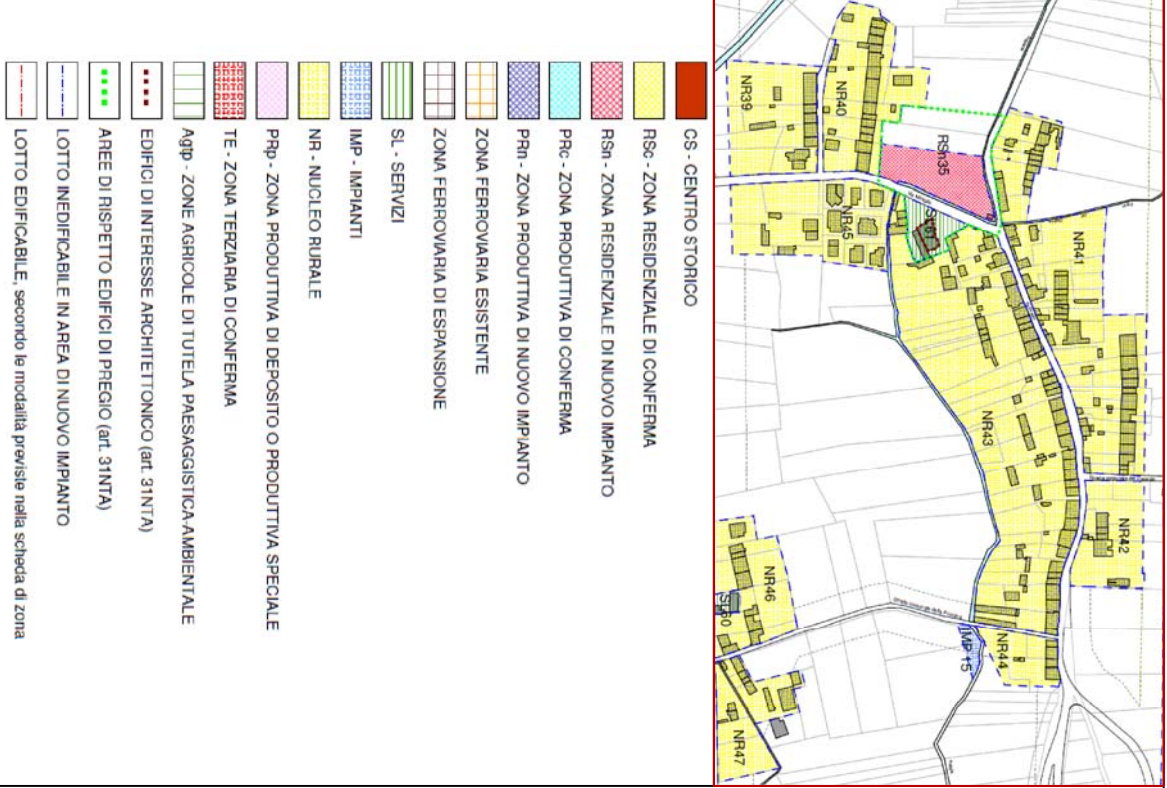 CS - CENTRO STORICO
RSc - ZONA RESIDENZIALE DI CONFERMA
RSn - ZONA RESIDENZIALE DI NUOVO IMPIANTO
PRc - ZONA PRODUTTIVA DI CONFERMA
PRn - ZONA PRODUTTIVA DI NUOVO IMPIANTO
ZONA FERROVIARIA ESISTENTE
ZONA FERROVIARIA DI ESPANSIONE
SL - SERVIZI
IMP - IMPIANTI
NR - NUCLEO RURALE
PRp - ZONA PRODUTTIVA DI DEPOSITO O PRODUTTIVA SPECIALE
TE - ZONA TERZIARIA DI CONFERMA
Agtp - ZONE AGRICOLE DI TUTELA PAESAGGISTICA-AMBIENTALE
EDIFICI DI INTERESSE ARCHITETTONICO (art. 31NTA)
AREE DI RISPETTO EDIFICI DI PREGIO (art. 31NTA)
LOTTO INEDIFICABILE IN AREA DI NUOVO IMPIANTO
LOTTO EDIFICABILE, secondo le modalità previste nella scheda di zona
NR39
NR40
RSn35
NR45
SL61
NR41
NR43
NR42
NR44
IMP15
NR46
SL60
NR47